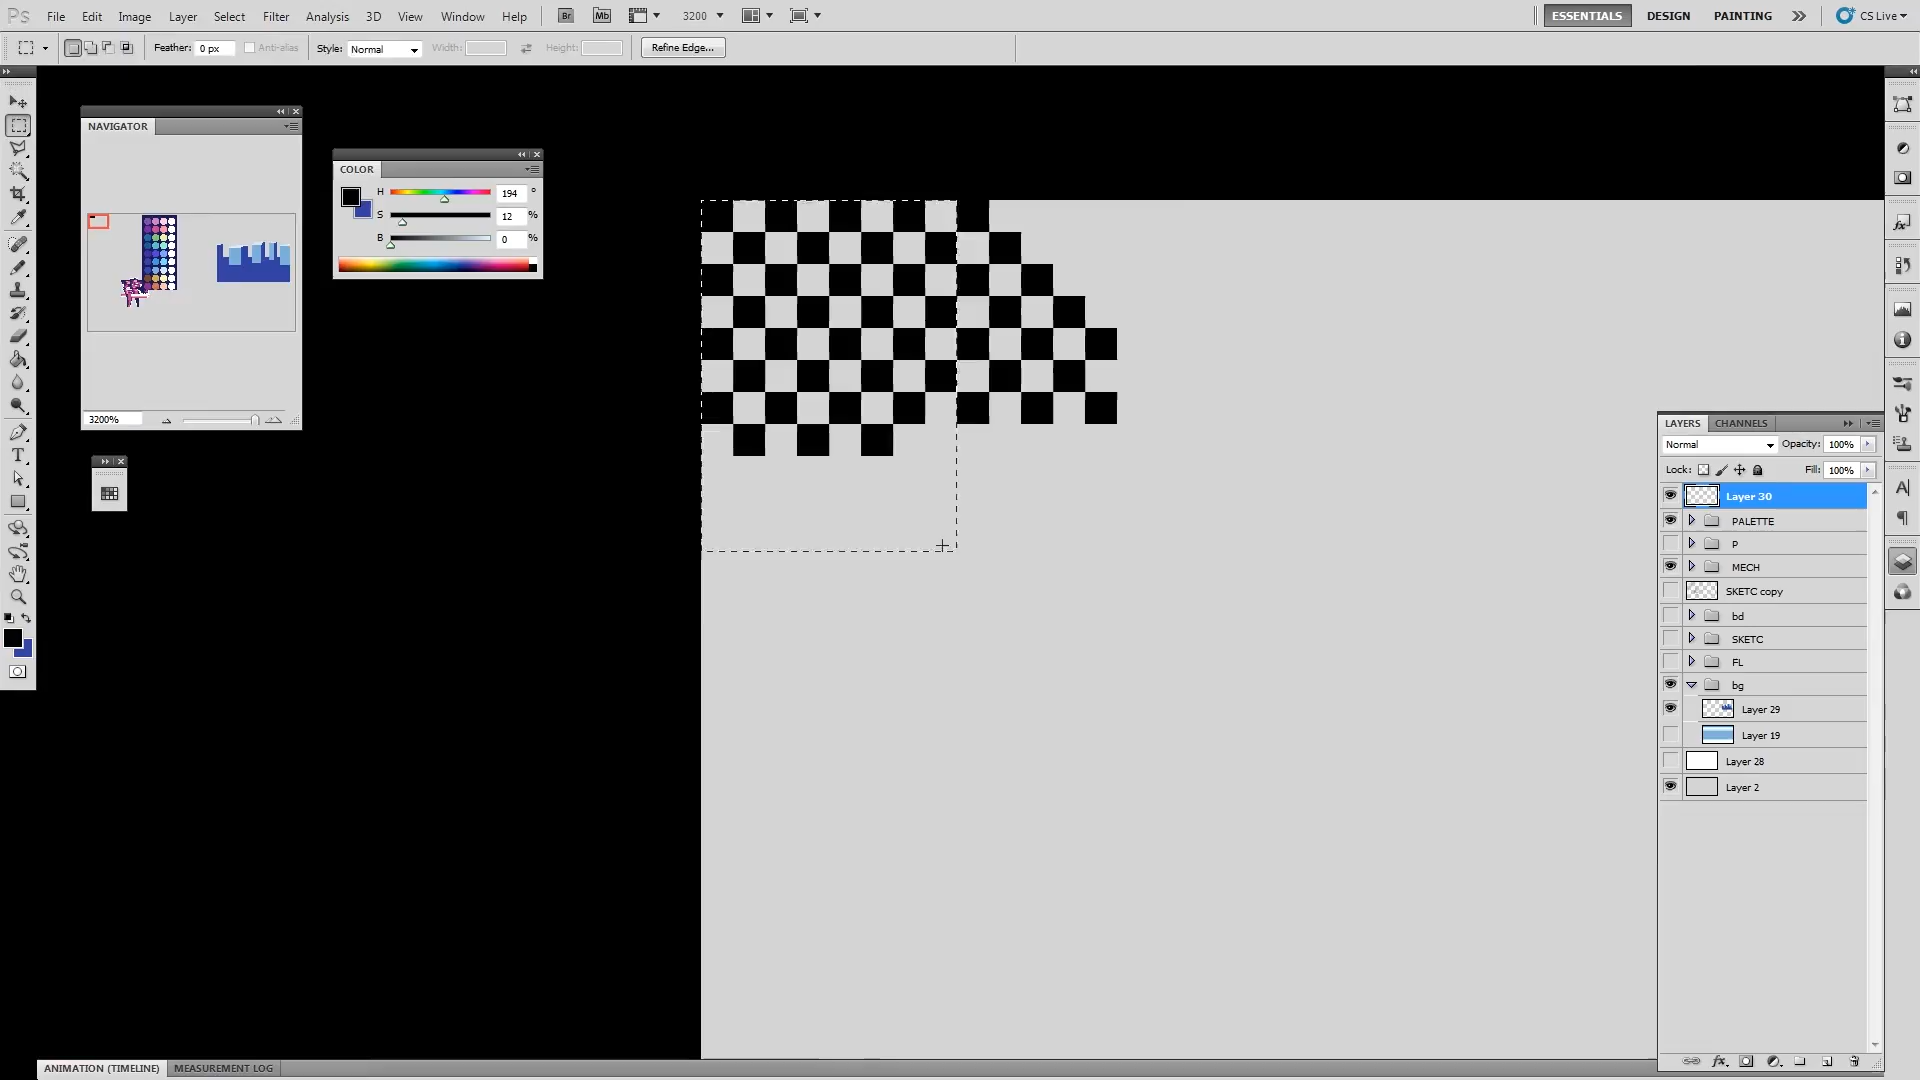 Ps File Edit Image Layer Select Filter Analysis 3D View Window Help Br Mb 3200 ESSENTIALS DESIGN PAINTING CS Live
Feather: 0 px Anti-alias Style: Normal Width: Height: Refine Edge...
NAVIGATOR
3200%
COLOR
H 194 °
S 12 %
B 0 %
LAYERS CHANNELS
Normal Opacity: 100%
Lock: Fill: 100%
Layer 30
PALETTE
P
MECH
SKETC copy
bd
SKETC
FL
bg
Layer 29
Layer 19
Layer 28
Layer 2
fx
ANIMATION (TIMELINE) MEASUREMENT LOG